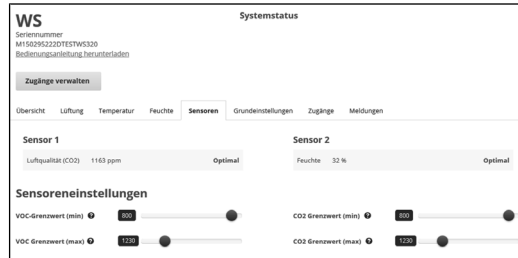 WS
Systemstatus
Seriennummer
M150295222DTESTWS320
Bedienungsanleitung herunterladen
Zugänge verwalten
Übersicht Lüftung Temperatur Feuchte Sensoren Grundeinstellungen Zugänge Meldungen
Sensor 1 Sensor 2
Luftqualität (CO2) 1163 ppm Optimal Feuchte 32 % Optimal
Sensoreneinstellungen
VOC-Grenzwert (min) ? 800 CO2 Grenzwert (min) ? 800
VOC Grenzwert (max) ? 1230 CO2 Grenzwert (max) ? 1230